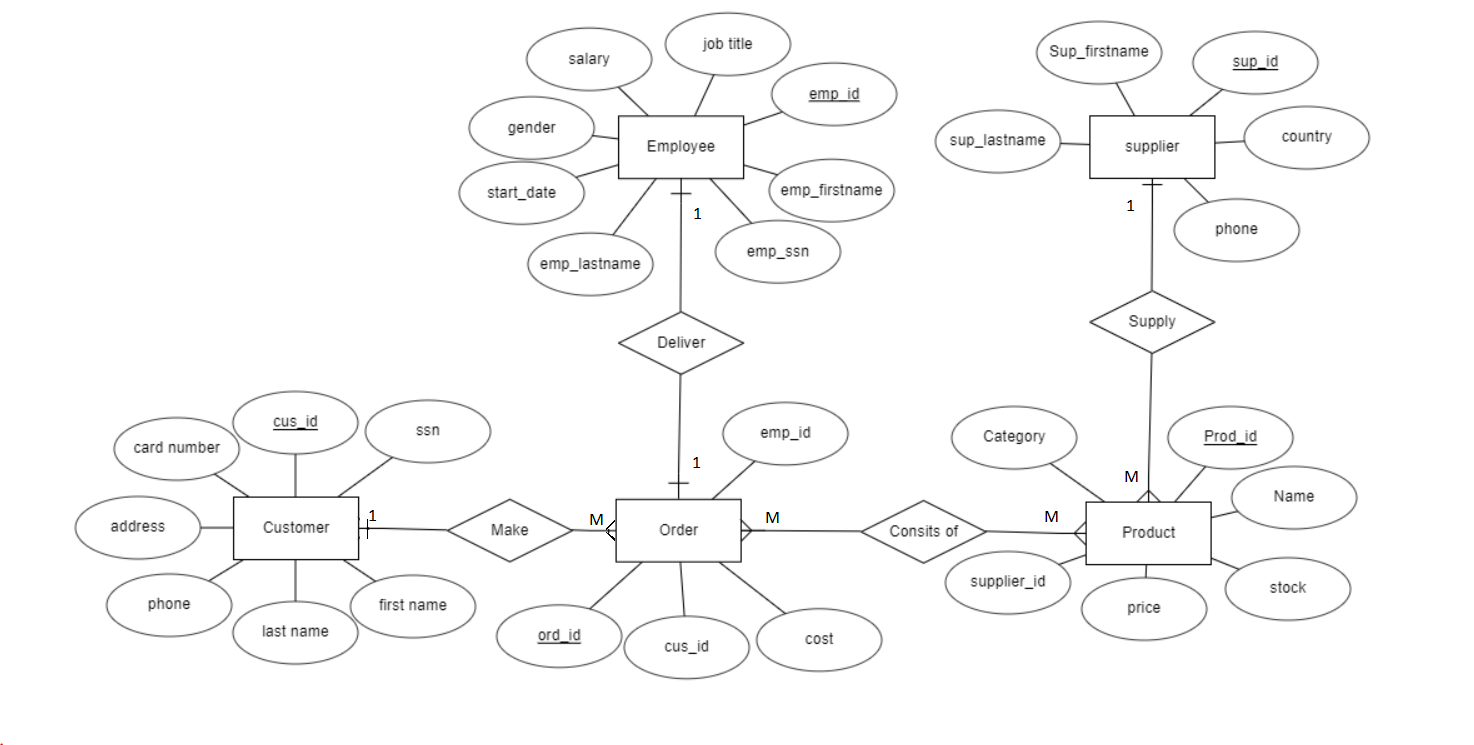 job title
salary
Sup_firstname
sup_id
emp_id
gender
Employee
sup_lastname
supplier
country
start_date
emp_firstname
1
1
phone
emp_lastname
emp_ssn
Supply
Deliver
cus_id
ssn
emp_id
Category
Prod_id
card number
1
M
Name
address
Customer
1
Make
M
Order
M
Consits of
M
Product
supplier_id
stock
phone
first name
price
last name
ord_id
cus_id
cost